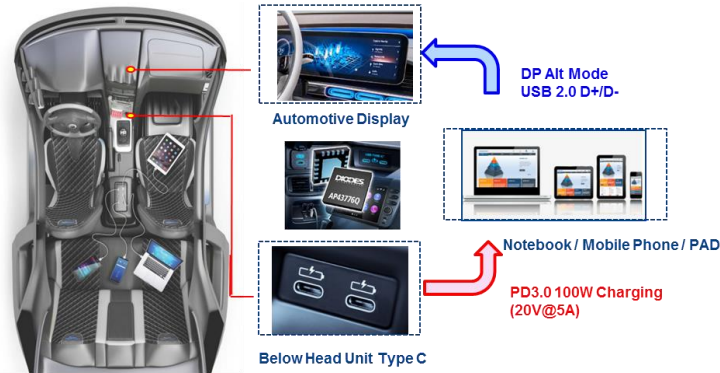 DP Alt Mode
USB 2.0 D+/D-
Automotive Display
DIODES
AP43776Q
Notebook / Mobile Phone / PAD
PD3.0 100W Charging
(20V@5A)
Below Head Unit Type C